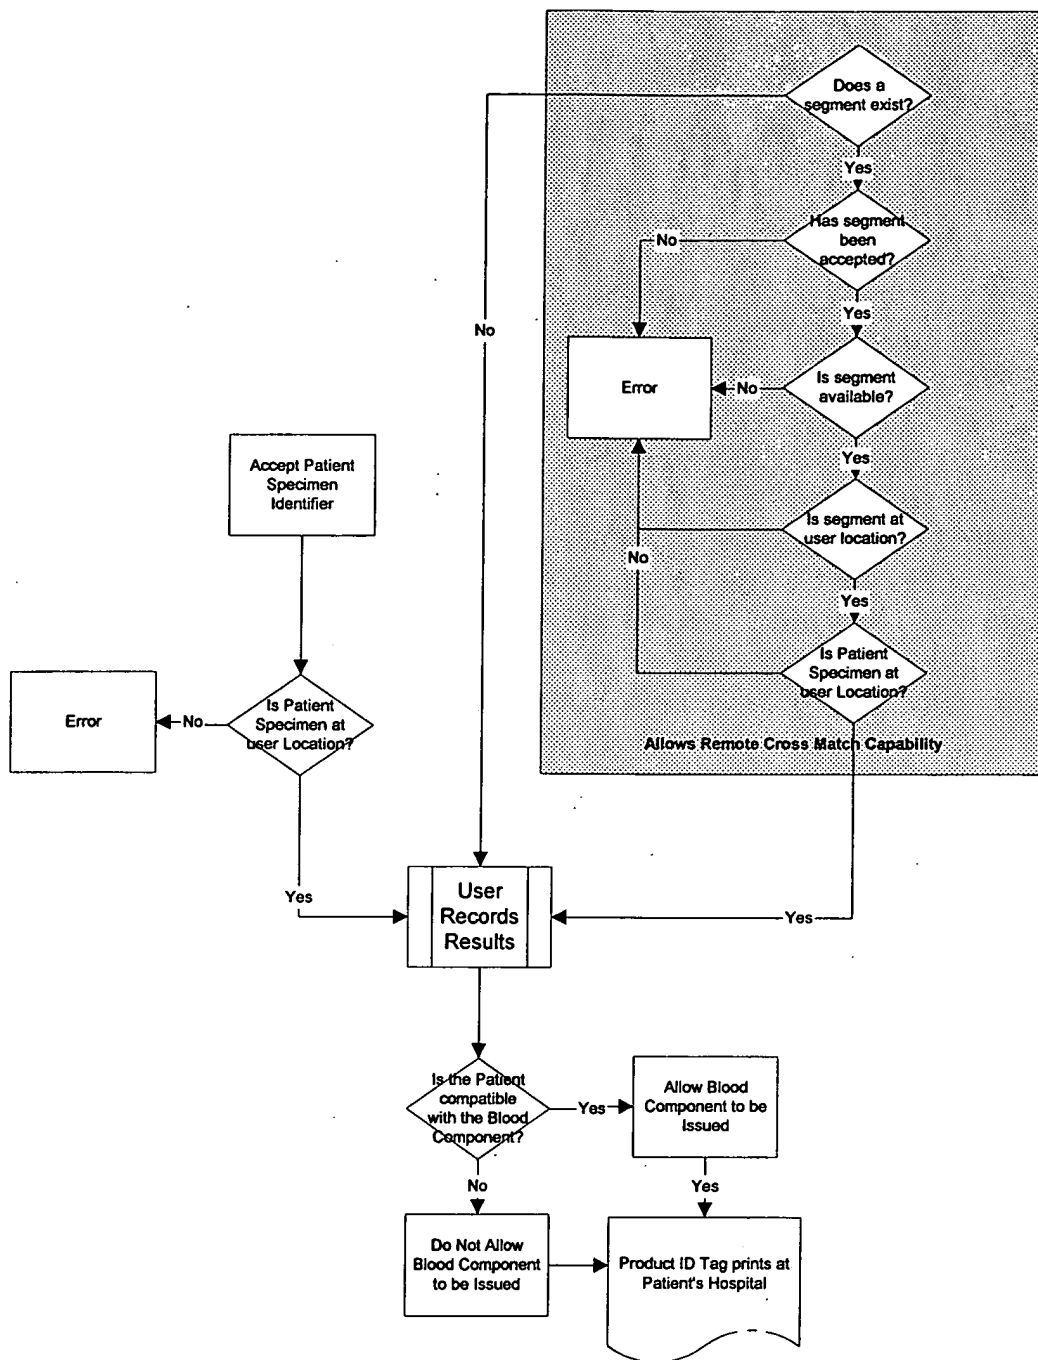 Does a
segment exist?
Yes
Has segment
been
accepted?
No
Yes
No
Error
No
Is segment
available?
Accept Patient
Specimen
Identifier
Yes
Is segment at
user location?
No
Yes
Is Patient
Specimen at
user Location?
Error
No
Is Patient
Specimen at
user Location?
Allows Remote Cross Match Capability
Yes
User
Records
Results
Yes
Is the Patient
compatible
with the Blood
Component?
Yes
Allow Blood
Component to be
Issued
No
Yes
Do Not Allow
Blood Component
to be Issued
Product ID Tag prints at
Patient's Hospital